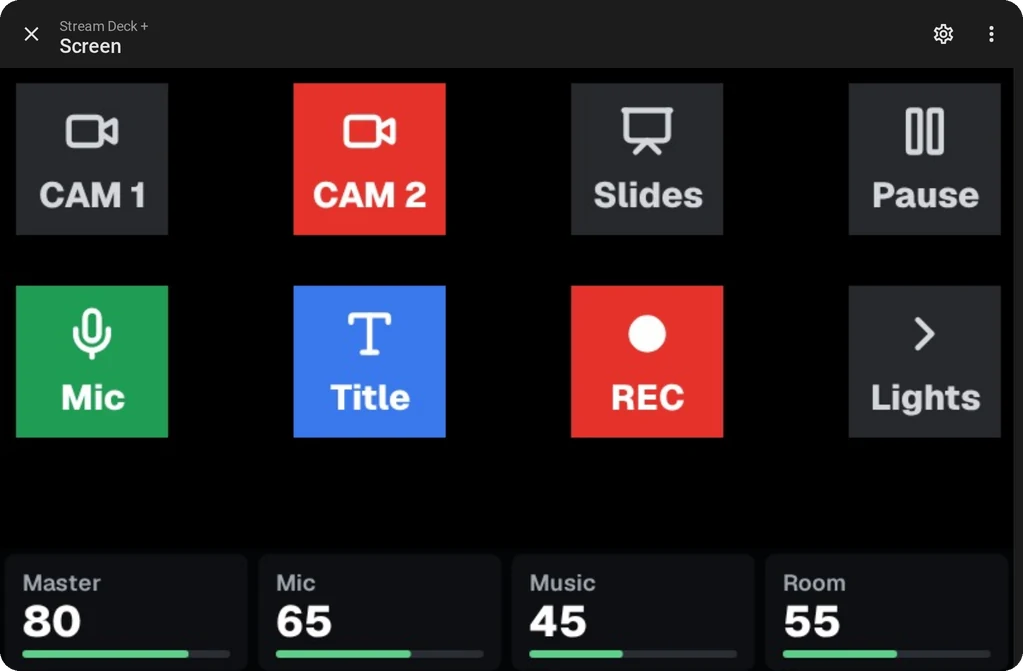 Stream Deck +
Screen
CAM 1
CAM 2
Slides
Pause
Mic
Title
REC
Lights
Master
80
Mic
65
Music
45
Room
55